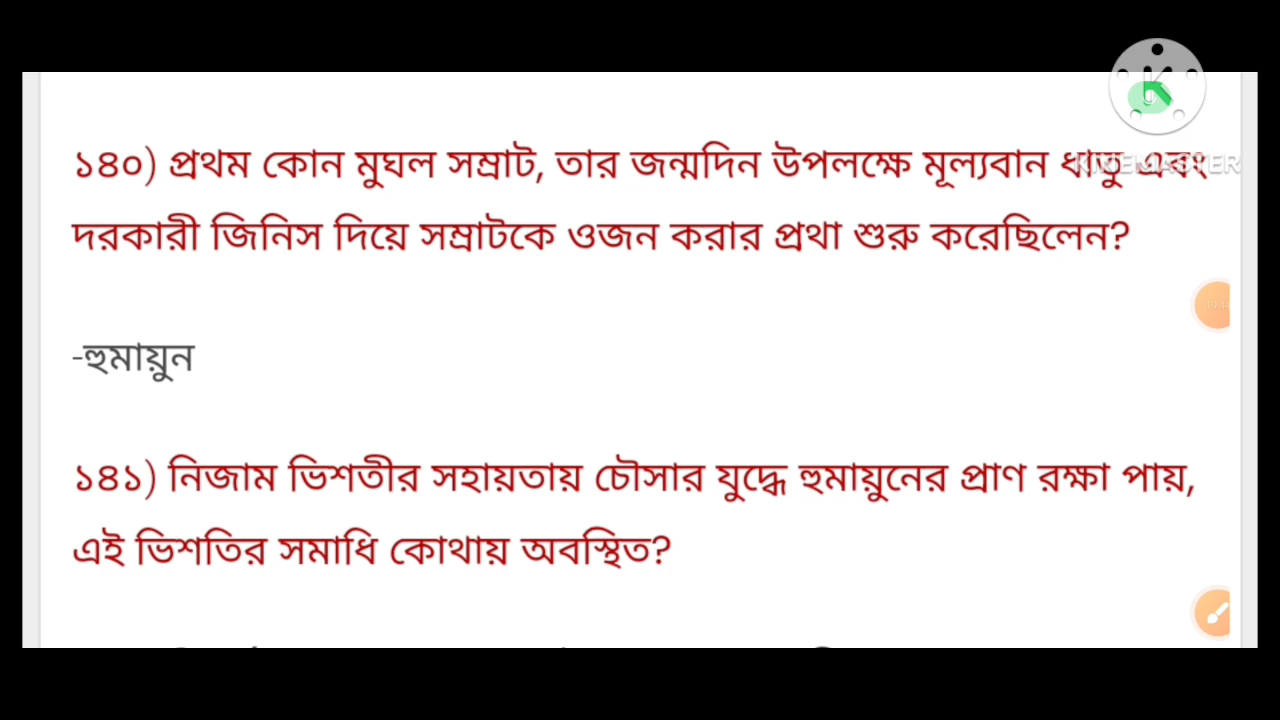 ১৪০) প্রথম কোন মুঘল সম্রাট, তার জন্মদিন উপলক্ষে মূল্যবান ধাতু এবং
KINEMASTER
দরকারী জিনিস দিয়ে সম্রাটকে ওজন করার প্রথা শুরু করেছিলেন?
-হুমায়ুন
১৪১) নিজাম ভিশতীর সহায়তায় চৌসার যুদ্ধে হুমায়ুনের প্রাণ রক্ষা পায়,
এই ভিশতির সমাধি কোথায় অবস্থিত?